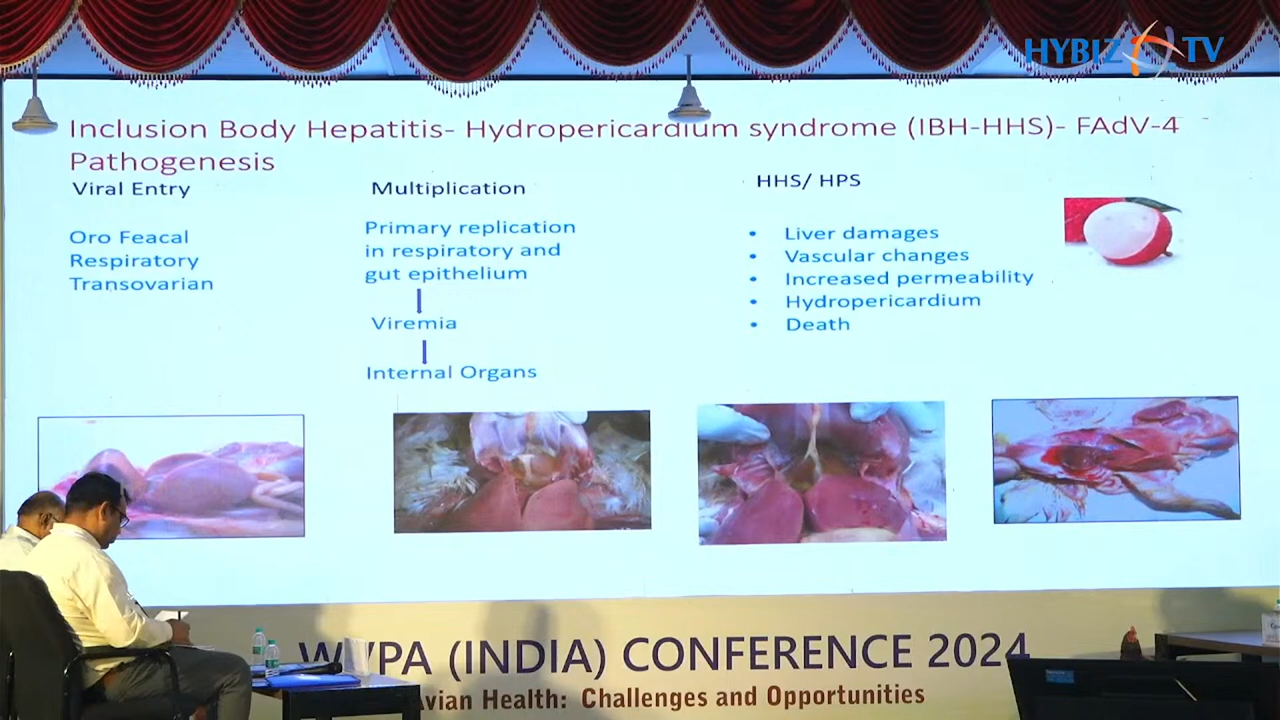 HYBIZ TV
Inclusion Body Hepatitis- Hydropericardium syndrome (IBH-HHS)- FAdV-4
Pathogenesis
Viral Entry
Oro Feacal
Respiratory
Transovarian
Multiplication
Primary replication
in respiratory and
gut epithelium
Viremia
Internal Organs
HHS/ HPS
• Liver damages
• Vascular changes
• Increased permeability
• Hydropericardium
• Death
(INDIA) CONFERENCE 2024
Avian Health: Challenges and Opportunities